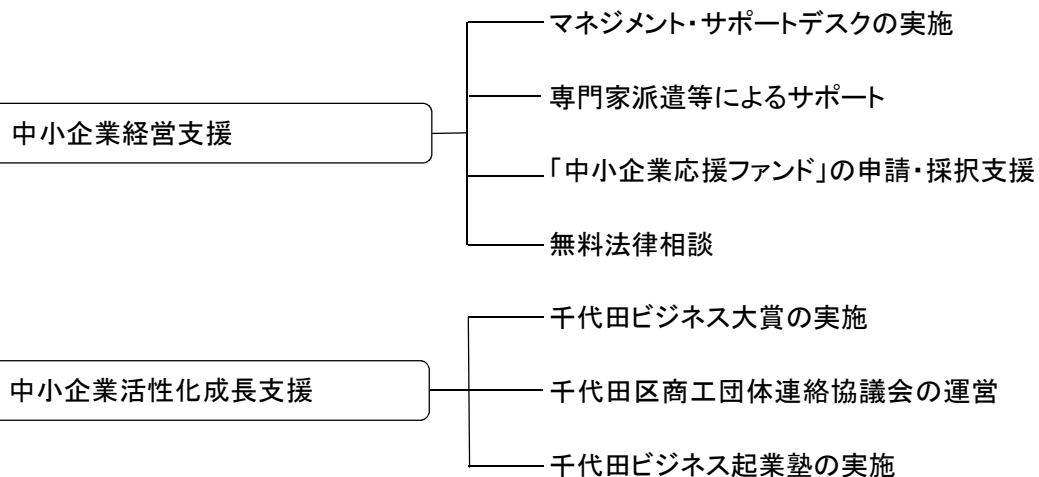 マネジメント・サポートデスクの実施
専門家派遣等によるサポート
中小企業経営支援
「中小企業応援ファンド」の申請・採択支援
無料法律相談
千代田ビジネス大賞の実施
中小企業活性化成長支援
千代田区商工団体連絡協議会の運営
千代田ビジネス起業塾の実施